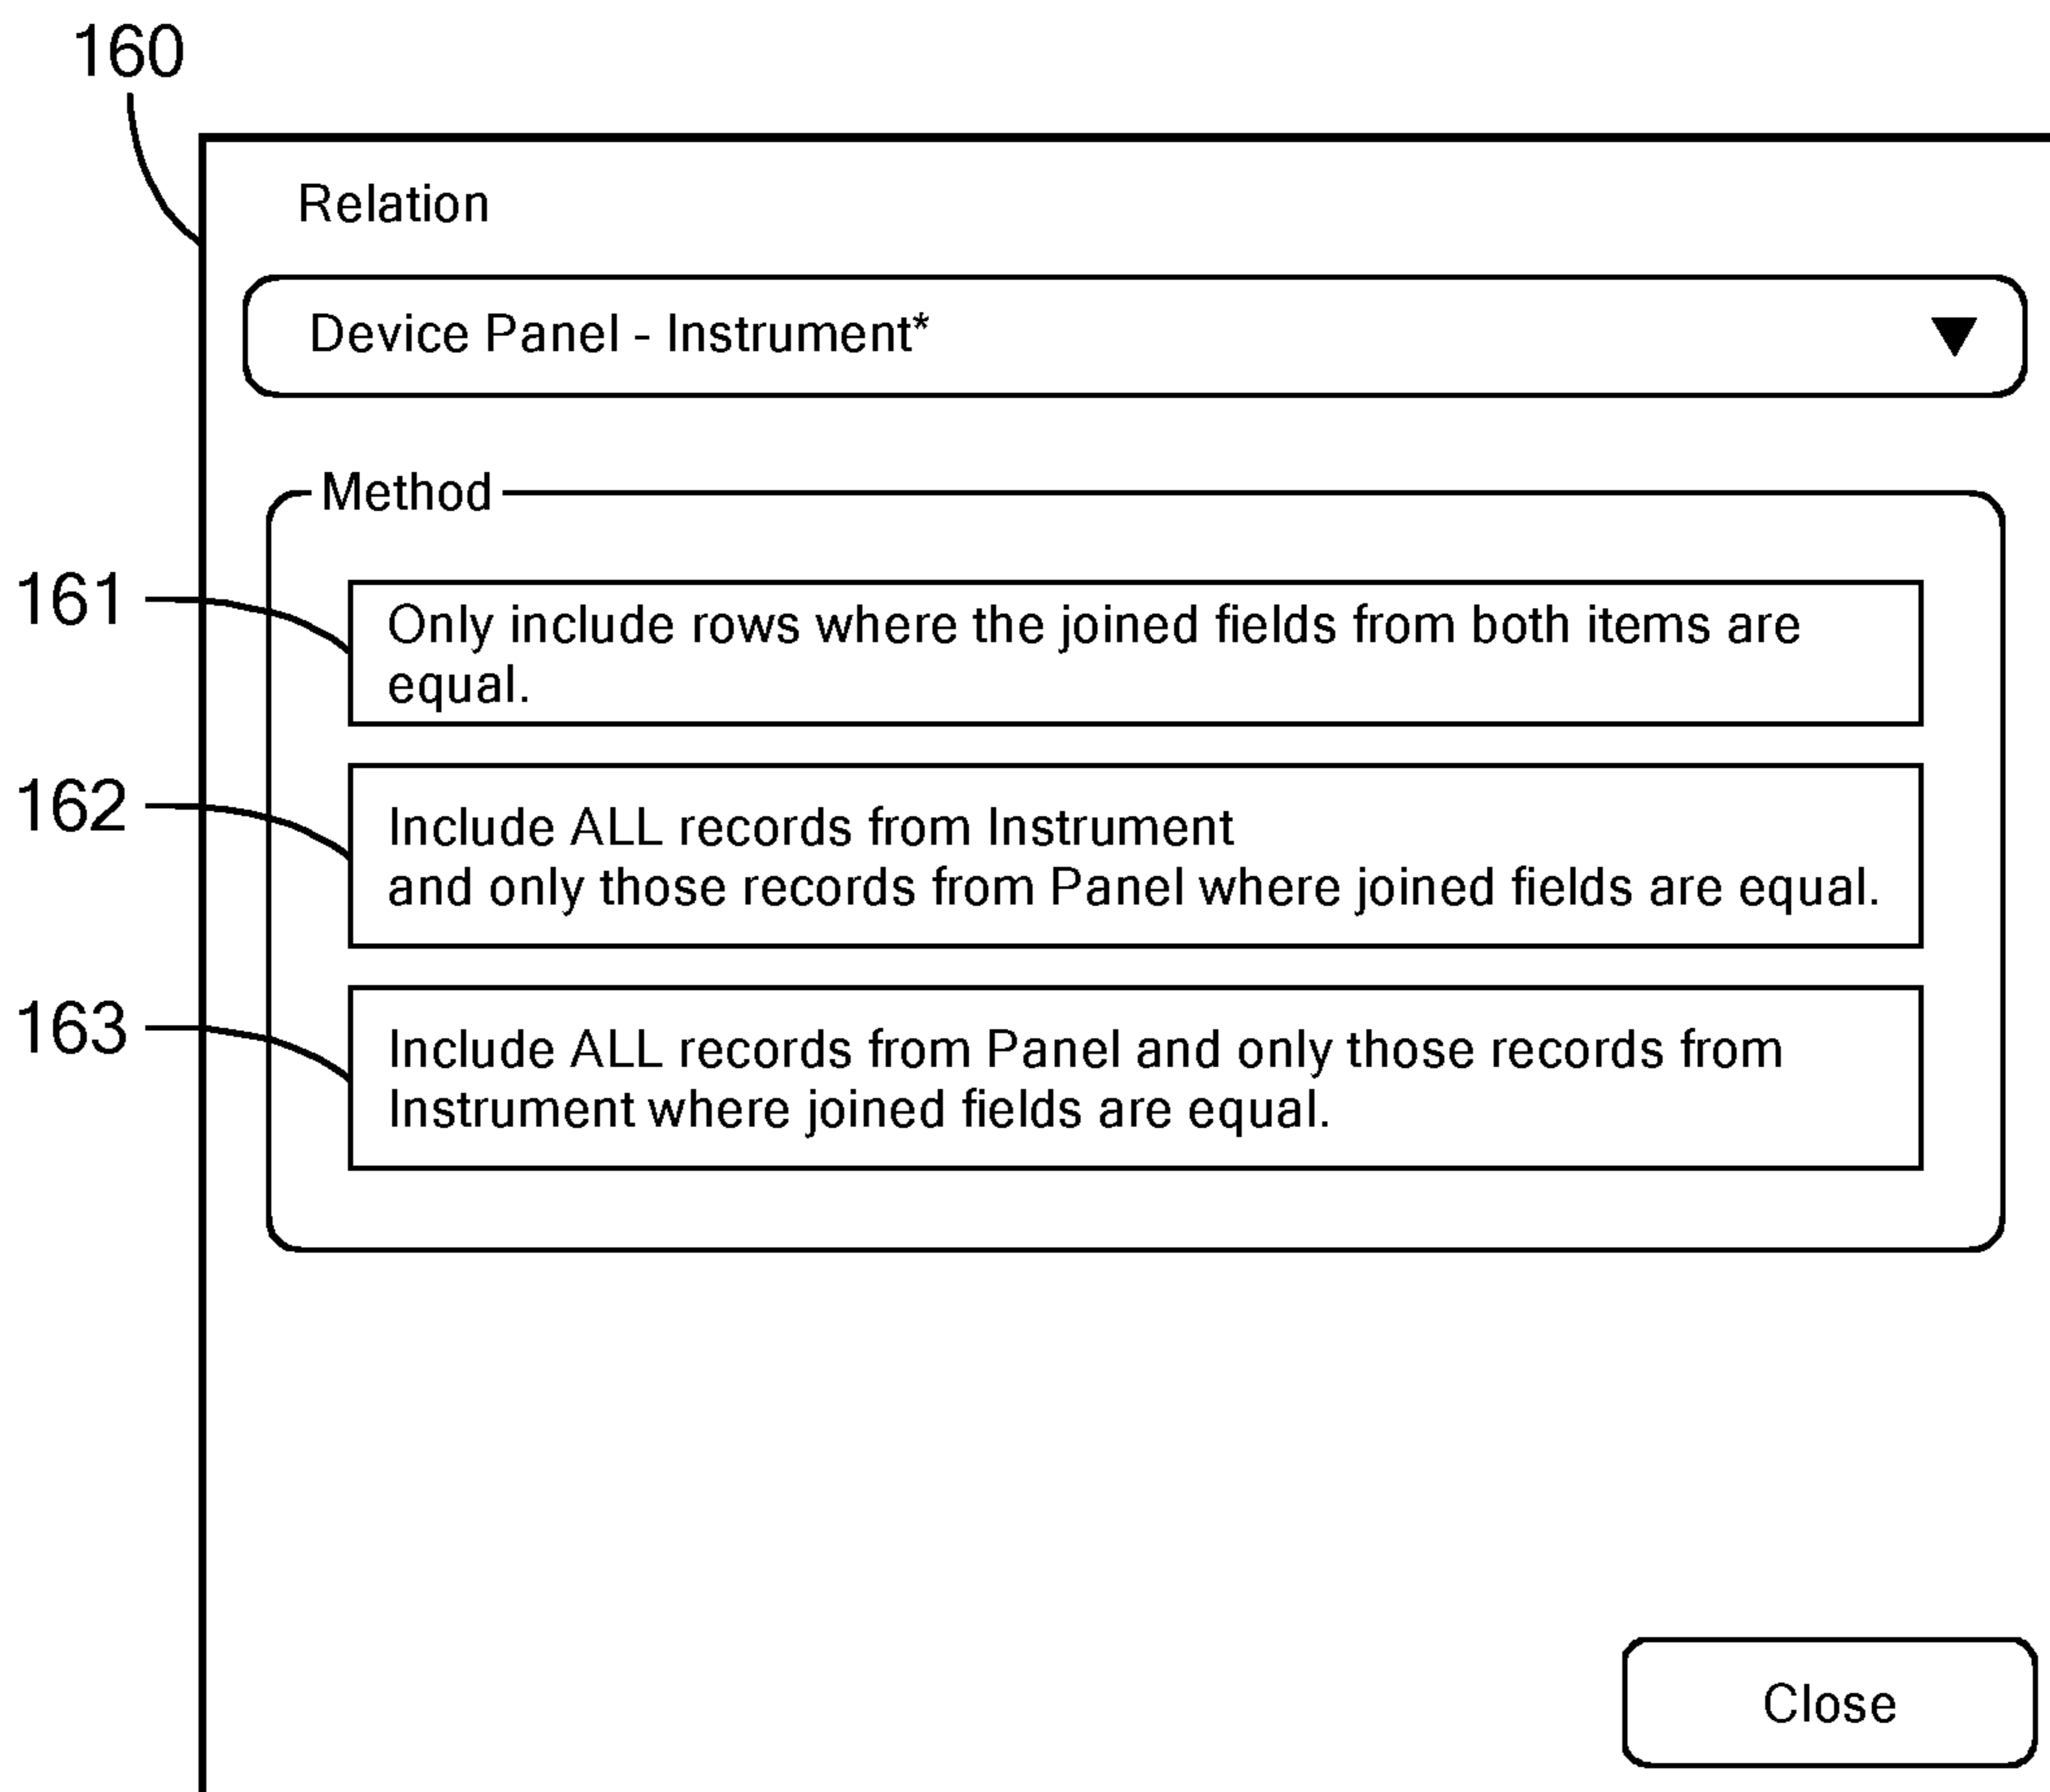 160
Relation
Device Panel - Instrument*
Method
161
Only include rows where the joined fields from both items are
equal.
162
Include ALL records from Instrument
and only those records from Panel where joined fields are equal.
163
Include ALL records from Panel and only those records from
Instrument where joined fields are equal.
Close